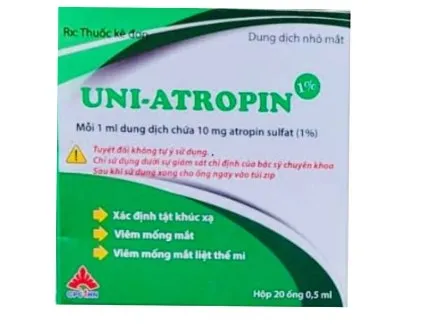 Rx: Thuốc kê đơn
Dung dịch nhỏ mắt
UNI-ATROPIN 1%
Mỗi 1 ml dung dịch chứa 10 mg atropin sulfat (1%)
Tuyệt đối không tự ý sử dụng.
Chỉ sử dụng dưới sự giám sát chỉ định của bác sỹ chuyên khoa
Sau khi sử dụng xong cho ống ngay vào túi zip
Xác định tật khúc xạ
Viêm mống mắt
Viêm mống mắt liệt thể mi
CPC1HN
Hộp 20 ống 0,5 ml